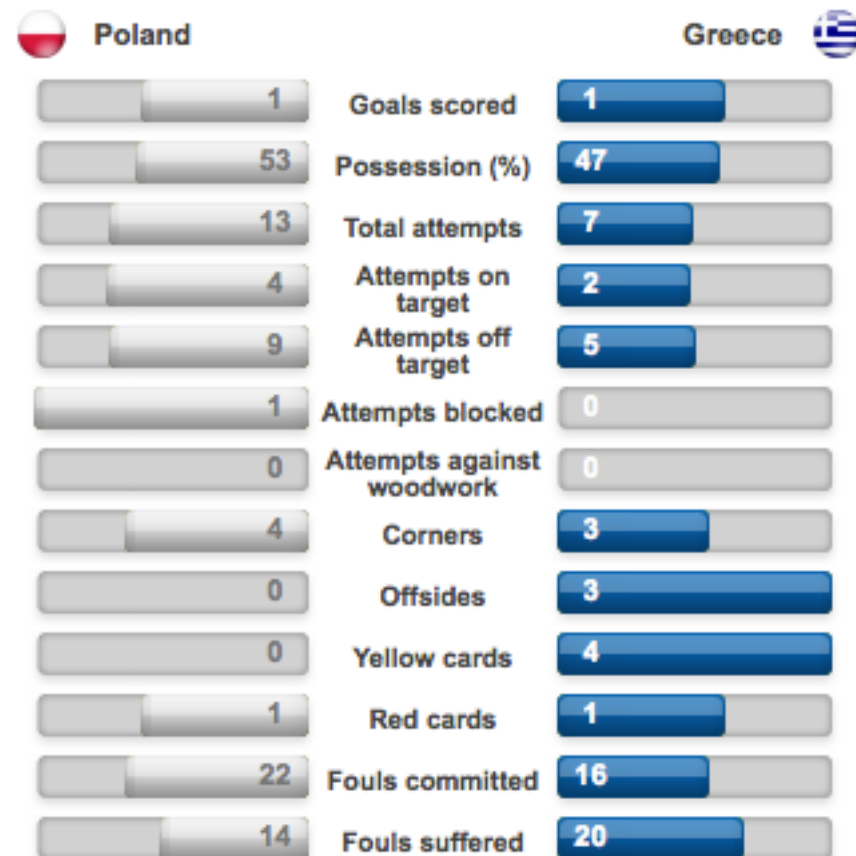 Poland Greece
1 Goals scored 1
53 Possession (%) 47
13 Total attempts 7
4 Attempts on target 2
9 Attempts off target 5
1 Attempts blocked 0
0 Attempts against woodwork 0
4 Corners 3
0 Offsides 3
0 Yellow cards 4
1 Red cards 1
22 Fouls committed 16
14 Fouls suffered 20